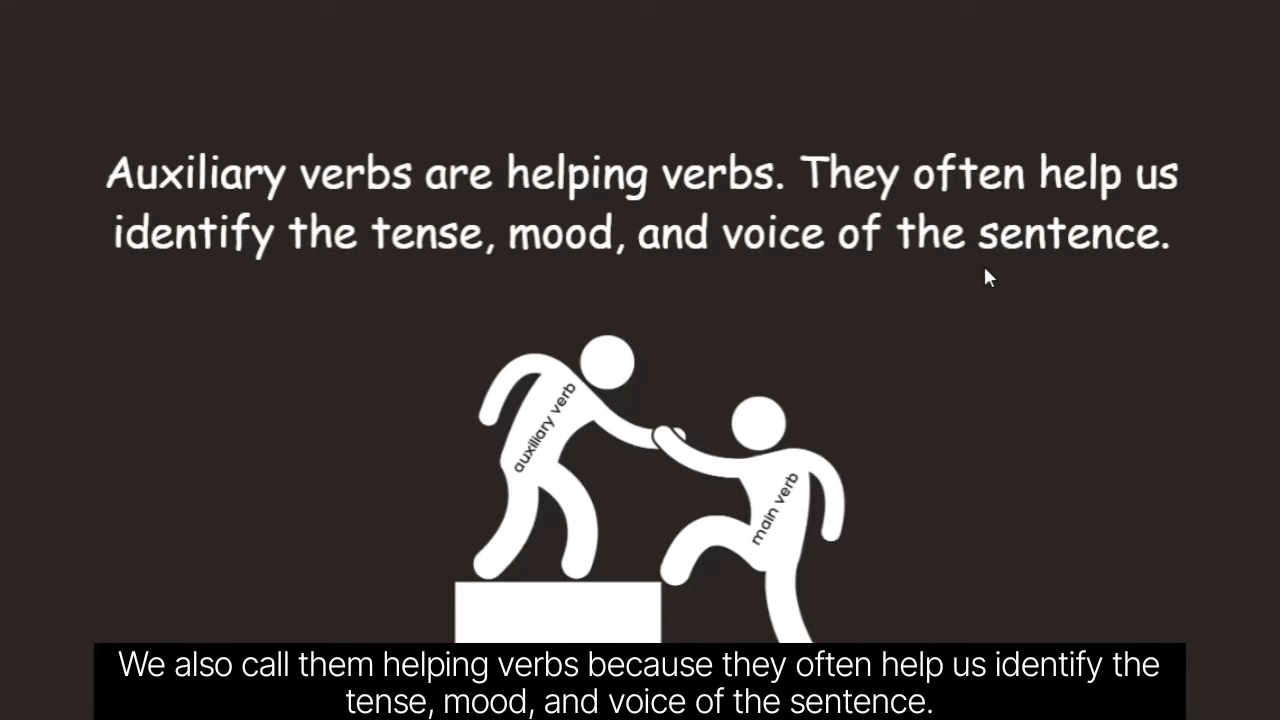 Auxiliary verbs are helping verbs. They often help us
identify the tense, mood, and voice of the sentence.
auxiliary verb
main verb
We also call them helping verbs because they often help us identify the
tense, mood, and voice of the sentence.